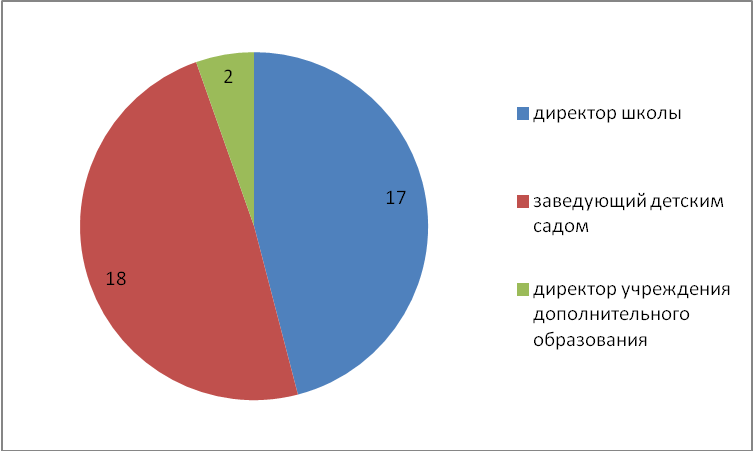 2
17
18
директор школы
заведующий детским
садом
директор учреждения
дополнительного
образования